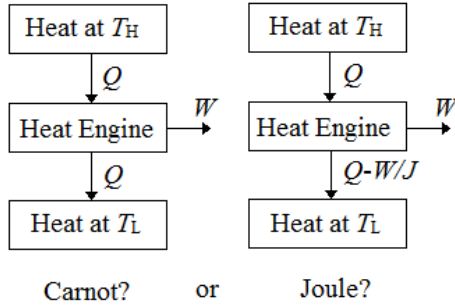 Heat at TH
Q
Heat Engine
W
Q
Heat at TL
Heat at TH
Q
Heat Engine
W
Q-W/J
Heat at TL
Carnot? or Joule?